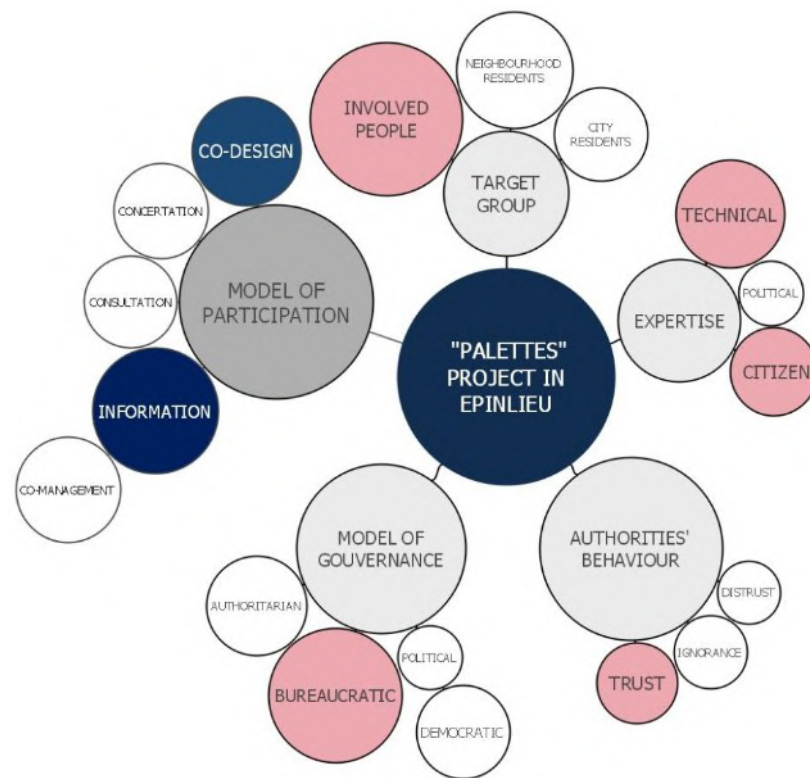 NEIGHBOURHOOD
RESIDENTS
INVOLVED
PEOPLE
CITY
RESIDENTS
TARGET
GROUP
CO-DESIGN
CONCERTATION
CONSULTATION
MODEL OF
PARTICIPATION
INFORMATION
CO-MANAGEMENT
TECHNICAL
POLITICAL
EXPERTISE
CITIZEN
"PALETTES"
PROJECT IN
EPINLIEU
MODEL OF
GOUVERNANCE
AUTHORITARIAN
POLITICAL
BUREAUCRATIC
DEMOCRATIC
AUTHORITIES'
BEHAVIOUR
DISTRUST
IGNORANCE
TRUST